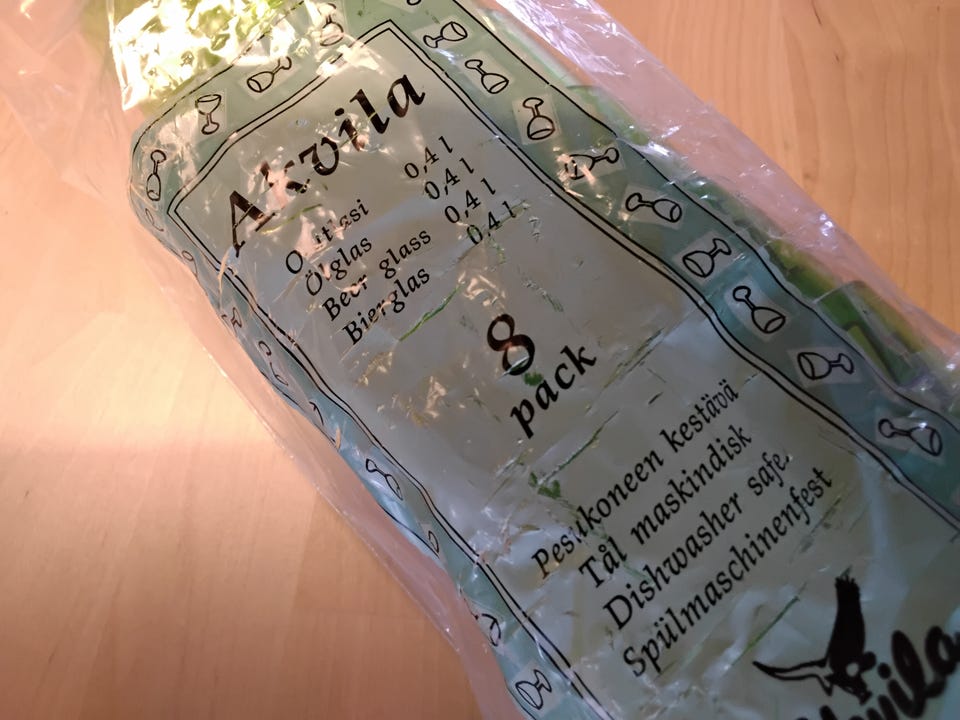 Akvila
0,4 l
Ölglas 0,4 l
Beer glass 0,4 l
Bierglas 0,4 l
8
pack
Pesukoneen kestävä
Tål maskindisk
Dishwasher safe.
Spülmaschinenfest